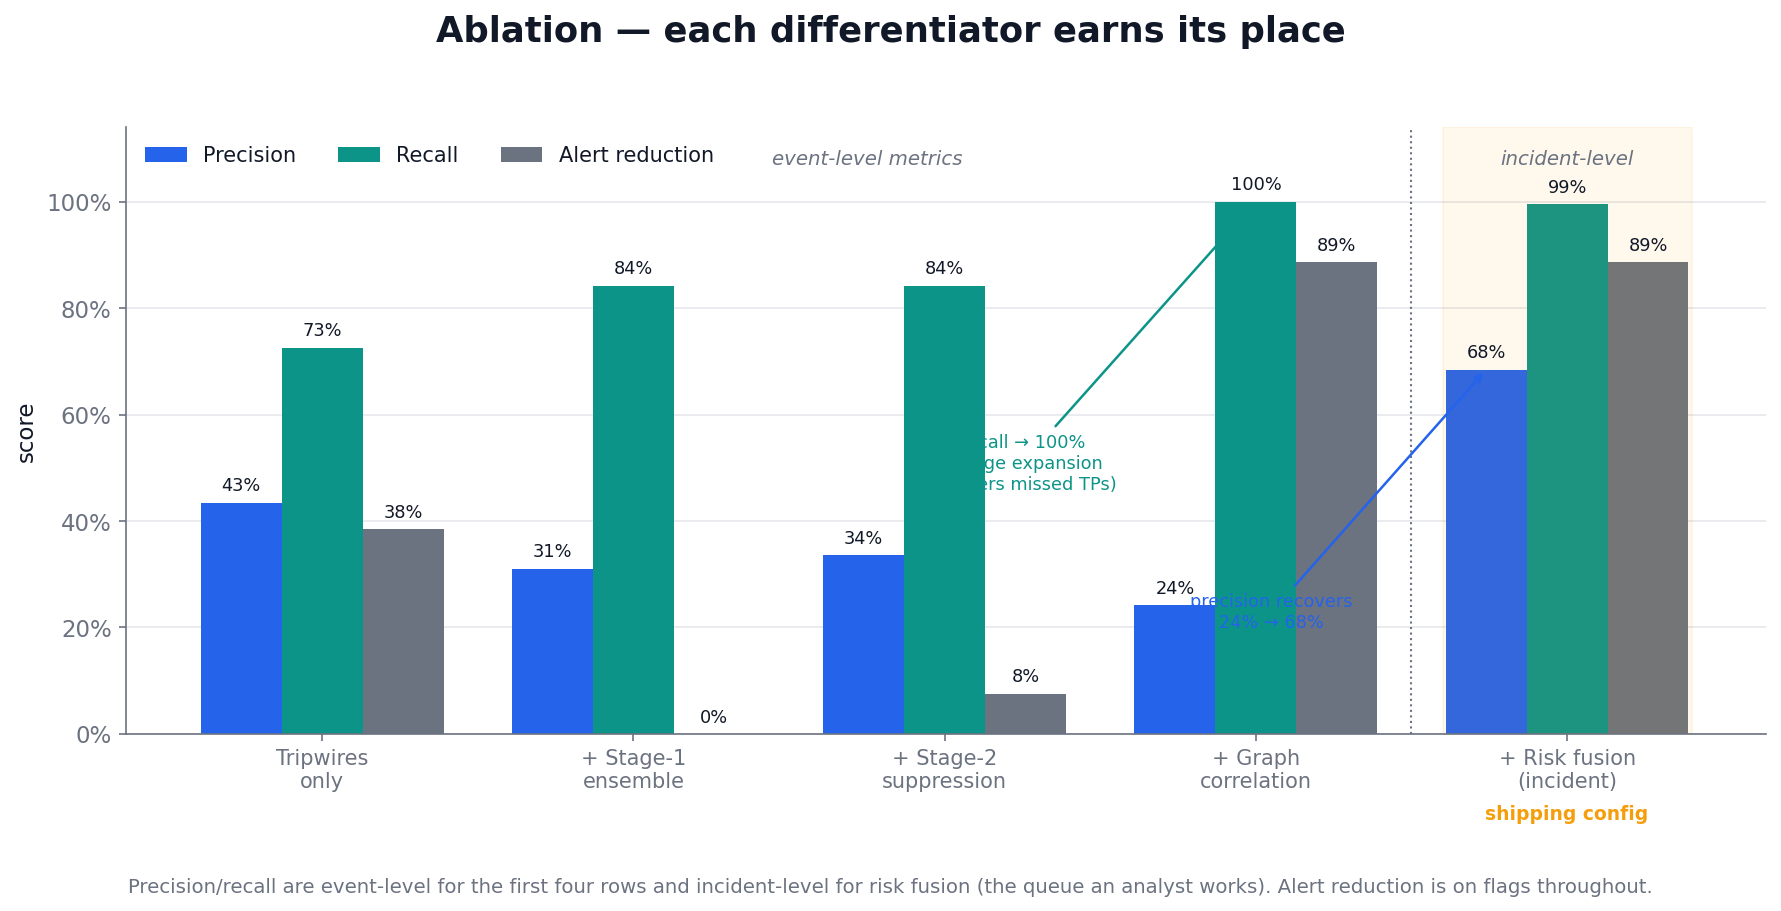 Ablation — each differentiator earns its place
Precision
Recall
Alert reduction
event-level metrics
incident-level
score
100%
80%
60%
40%
20%
0%
43%
73%
38%
31%
84%
0%
34%
84%
8%
24%
100%
89%
68%
99%
89%
→ 100%
expansion
missed TPs)
precision recovers
24% → 68%
Tripwires
only
+ Stage-1
ensemble
+ Stage-2
suppression
+ Graph
correlation
+ Risk fusion
(incident)
shipping config
Precision/recall are event-level for the first four rows and incident-level for risk fusion (the queue an analyst works). Alert reduction is on flags throughout.